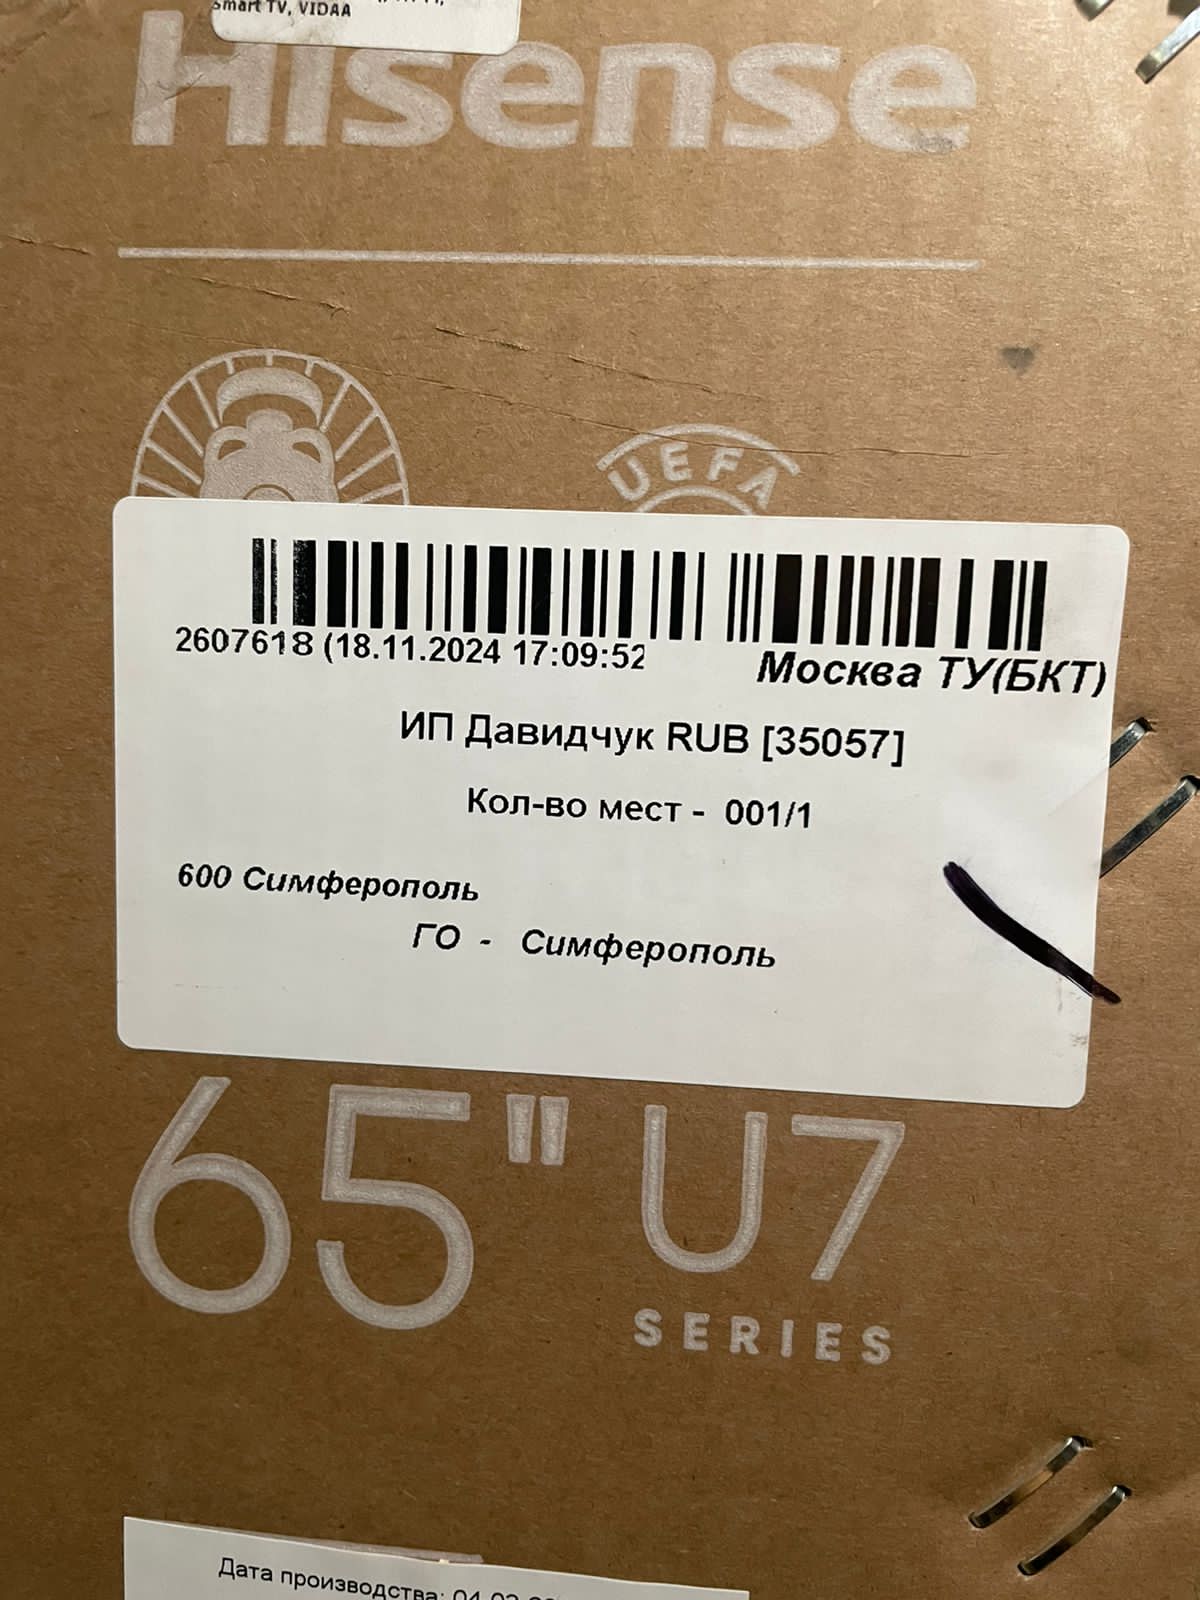 Smart TV, VIDAA
Hisense
UEFA
2607618 (18.11.2024 17:09:52
Москва ТУ(БКТ)
ИП Давидчук RUB [35057]
Кол-во мест - 001/1
600 Симферополь
ГО - Симферополь
65" U7
SERIES
Дата производства: